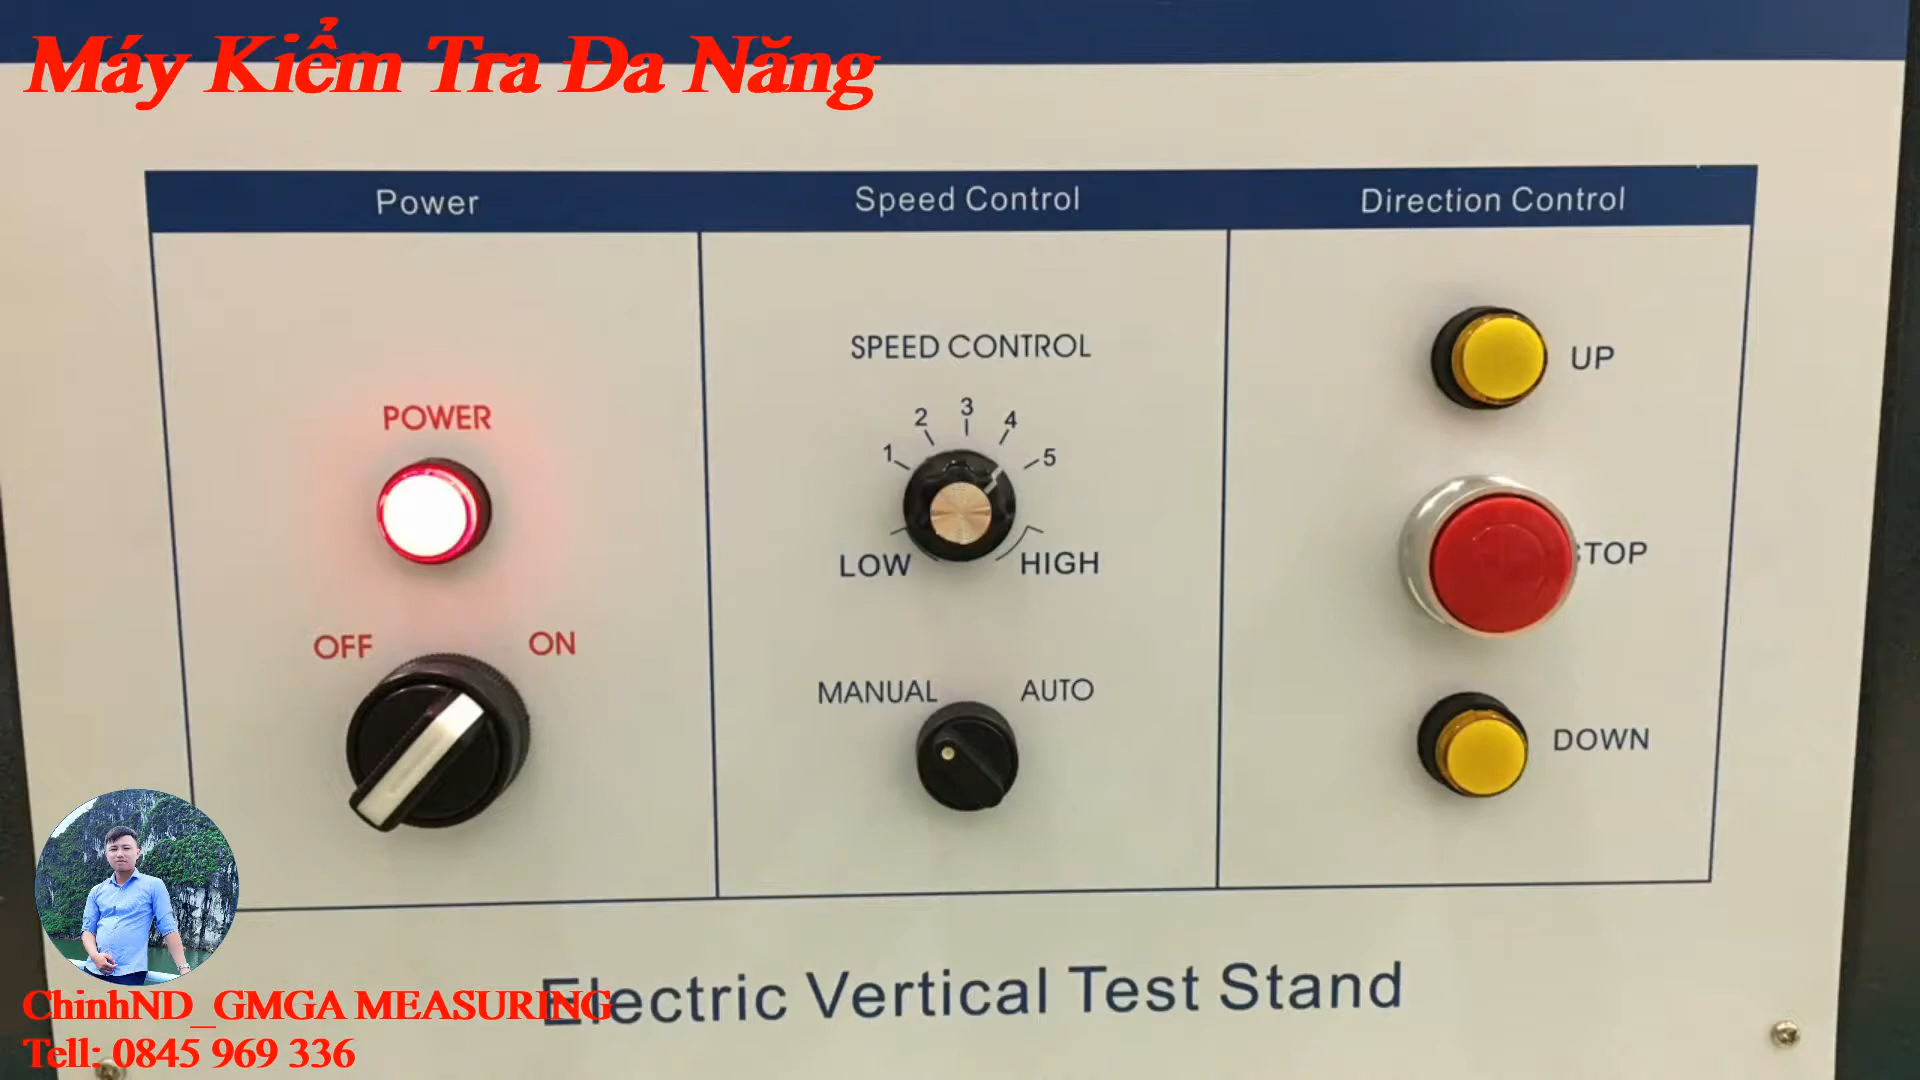 Máy Kiểm Tra Đa Năng
Power
Speed Control
Direction Control
POWER
OFF
ON
SPEED CONTROL
1
2
3
4
5
LOW
HIGH
MANUAL
AUTO
UP
STOP
DOWN
Electric Vertical Test Stand
ChinhND_GMGA MEASURING
Tell: 0845 969 336